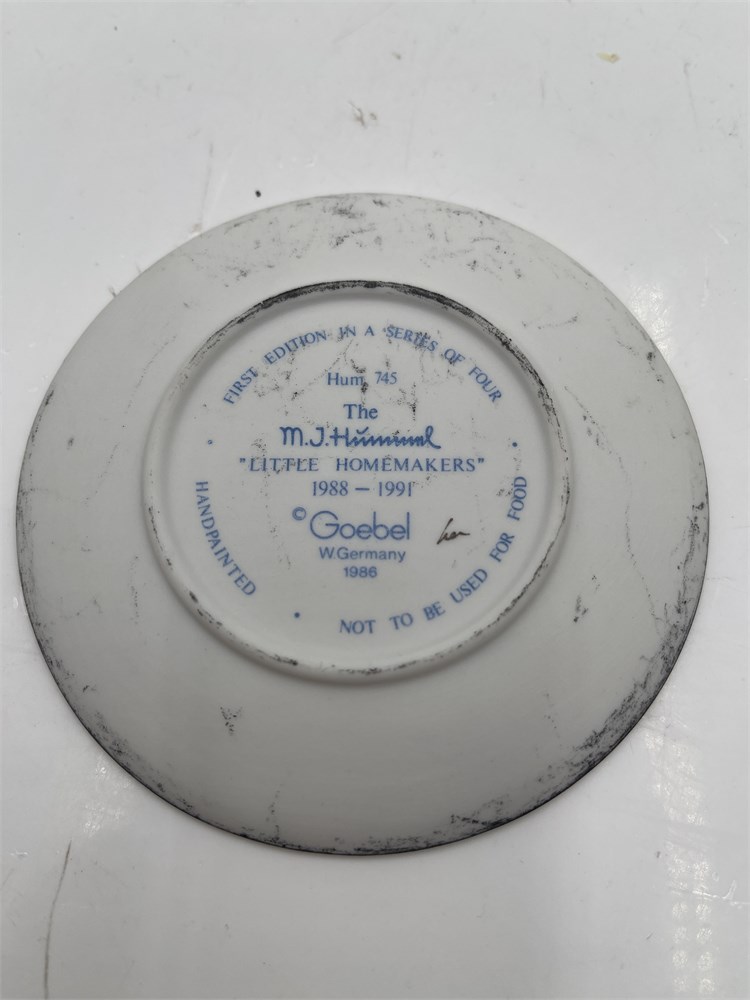 FIRST EDITION IN A SERIES OF FOUR
Hum 745
The
M.J.Hummel
"LITTLE HOMEMAKERS"
1988 — 1991
© Goebel
W.Germany
1986
HANDPAINTED
NOT TO BE USED FOR FOOD